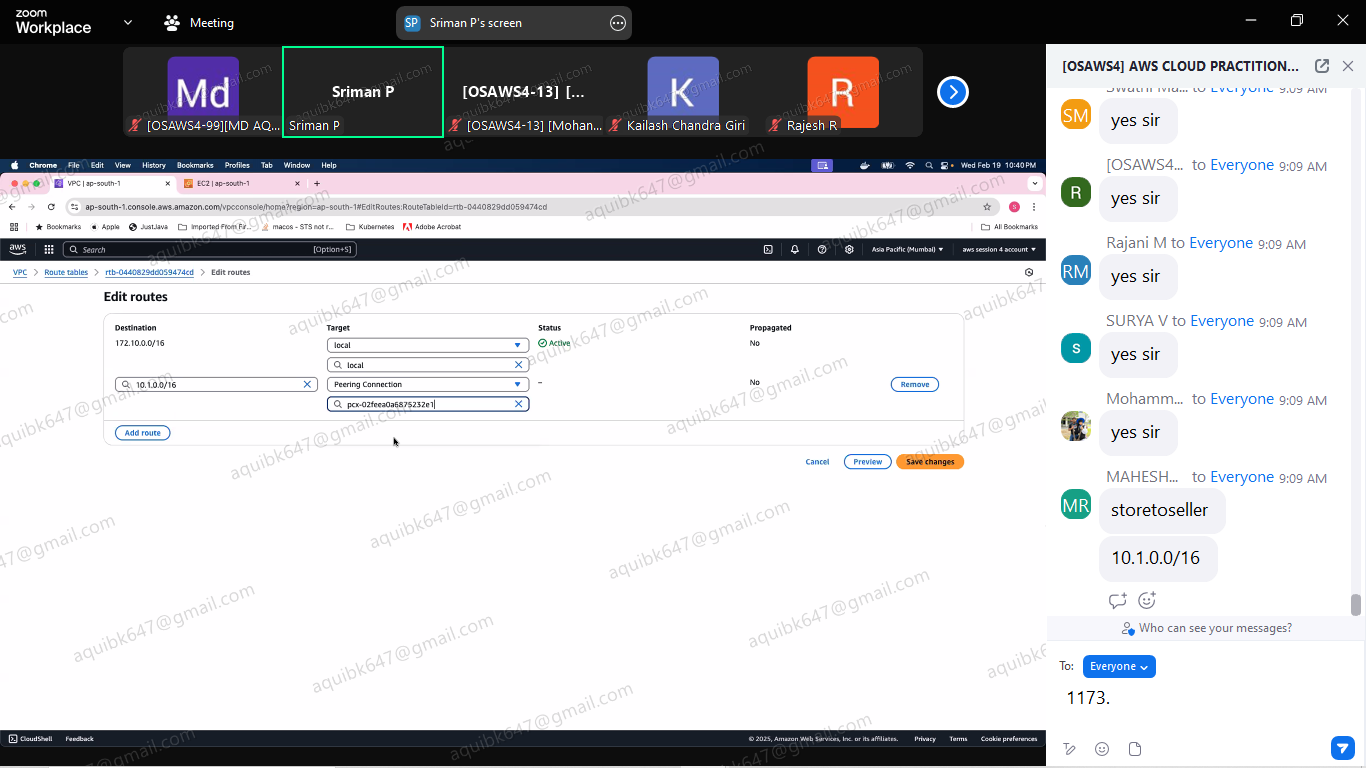 zoom
Workplace
Meeting
SP Sriman P's screen
Md
Sriman P
[OSAWS4-13] [...
K
R
[OSAWS4-99][MD AQ...
Sriman P
[OSAWS4-13] [Mohan...
Kailash Chandra Giri
Rajesh R
Chrome File Edit View History Bookmarks Profiles Tab Window Help
Wed Feb 19 10:40PM
VPC | ap-south-1
EC2 | ap-south-1
ap-south-1.console.aws.amazon.com/vpcconsole/home?region=ap-south-1#EditRoutes:RouteTableId=rtb-0440829dd059474cd
S
Bookmarks Apple JustJava Imported From Fir... macos - STS not r... Kubernetes Adobe Acrobat All Bookmarks
aws Search [Option+S] Asia Pacific (Mumbai) aws session 4 account
VPC > Route tables > rtb-0440829dd059474cd > Edit routes
Edit routes
Destination Target Status Propagated
172.10.0.0/16 local Active No
local
10.1.0.0/16 Peering Connection – No Remove
pcx-02feea0a6875232e1
Add route
Cancel Preview Save changes
CloudShell Feedback
© 2025, Amazon Web Services, Inc. or its affiliates. Privacy Terms Cookie preferences
aquibk647@gmail.com
[OSAWS4] AWS CLOUD PRACTITION...
Swathi Ma... to Everyone 9:09 AM
SM
yes sir
[OSAWS4... to Everyone 9:09 AM
R
yes sir
Rajani M to Everyone 9:09 AM
RM
yes sir
SURYA V to Everyone 9:09 AM
S
yes sir
Mohamm... to Everyone 9:09 AM
yes sir
MAHESH... to Everyone 9:09 AM
MR
storetoseller
10.1.0.0/16
Who can see your messages?
To: Everyone
1173.